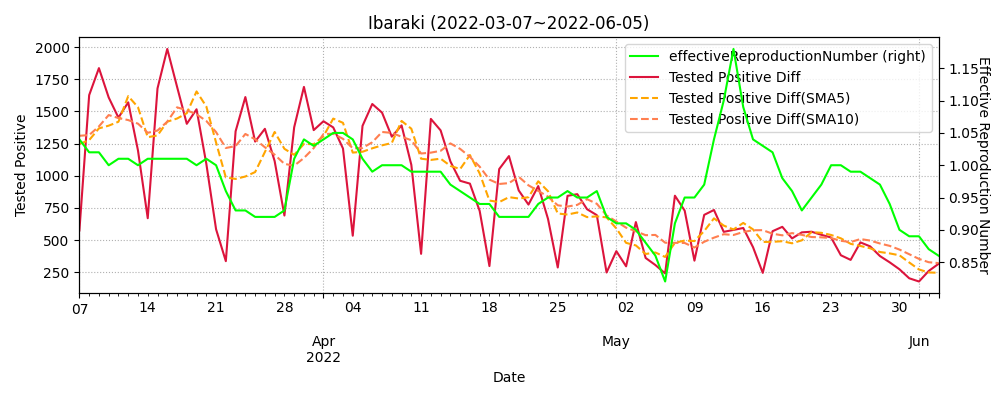 Ibaraki (2022-03-07~2022-06-05)
effectiveReproductionNumber (right)
Tested Positive Diff
Tested Positive Diff(SMA5)
Tested Positive Diff(SMA10)
Tested Positive
2000
1750
1500
1250
1000
750
500
250
1.15
1.10
1.05
1.00
0.95
0.90
0.85
Effective Reproduction Number
07 14 21 28 04 11 18 25 02 09 16 23 30
Apr May Jun
2022
Date